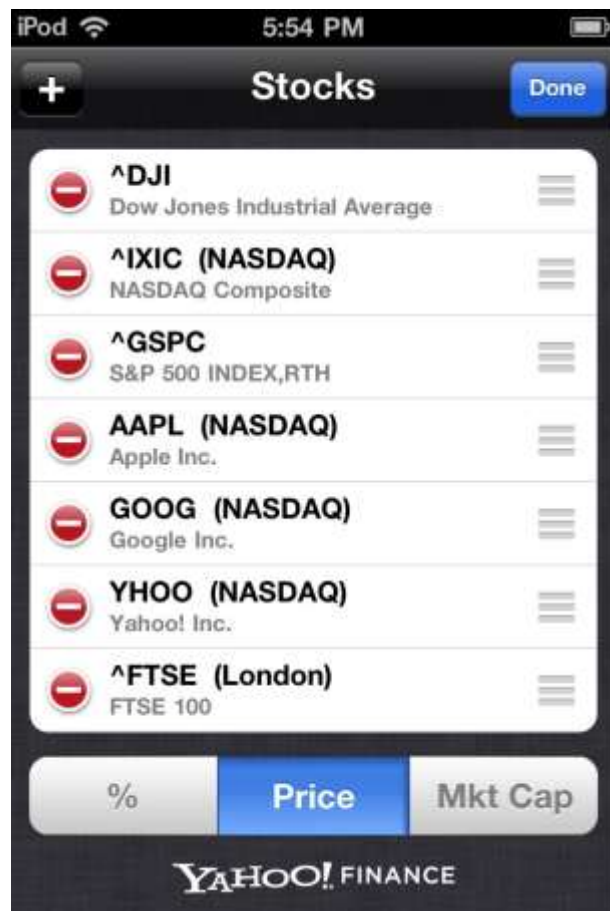 iPod 5:54 PM
+ Stocks Done
^DJI
Dow Jones Industrial Average
^IXIC (NASDAQ)
NASDAQ Composite
^GSPC
S&P 500 INDEX,RTH
AAPL (NASDAQ)
Apple Inc.
GOOG (NASDAQ)
Google Inc.
YHOO (NASDAQ)
Yahoo! Inc.
^FTSE (London)
FTSE 100
% Price Mkt Cap
YAHOO! FINANCE